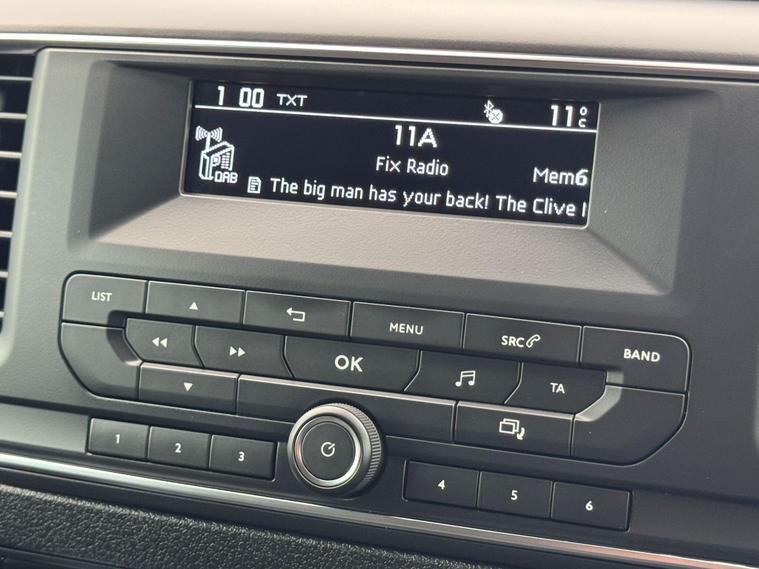 1 00 TXT 11°C
11A
Fix Radio
DAB Mem6
The big man has your back! The Clive
LIST
MENU
SRC
BAND
OK
TA
1 2 3
4 5 6